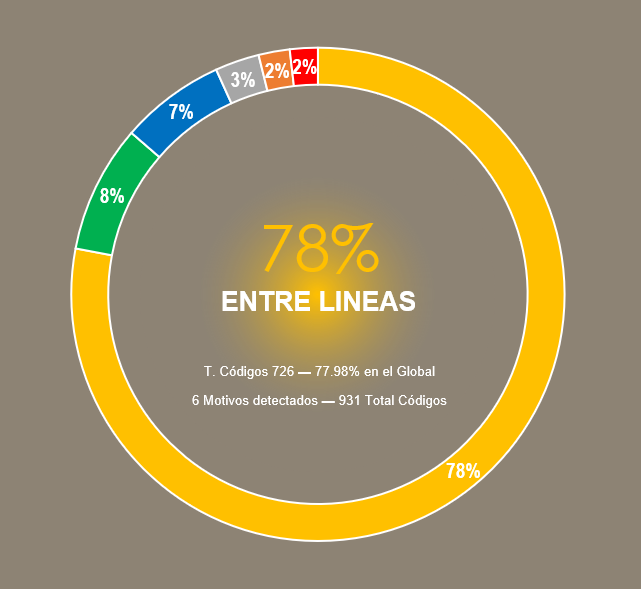 2%
2%
3%
7%
8%
78%
ENTRE LINEAS
T. Códigos 726 — 77.98% en el Global
6 Motivos detectados — 931 Total Códigos
78%